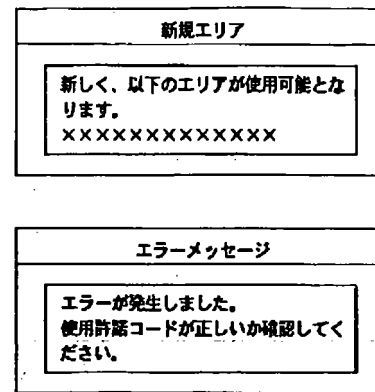 新規エリア
新しく、以下のエリアが使用可能とな
ります。
×××××××××××××
エラーメッセージ
エラーが発生しました。
使用許諾コードが正しいか確認してく
ださい。